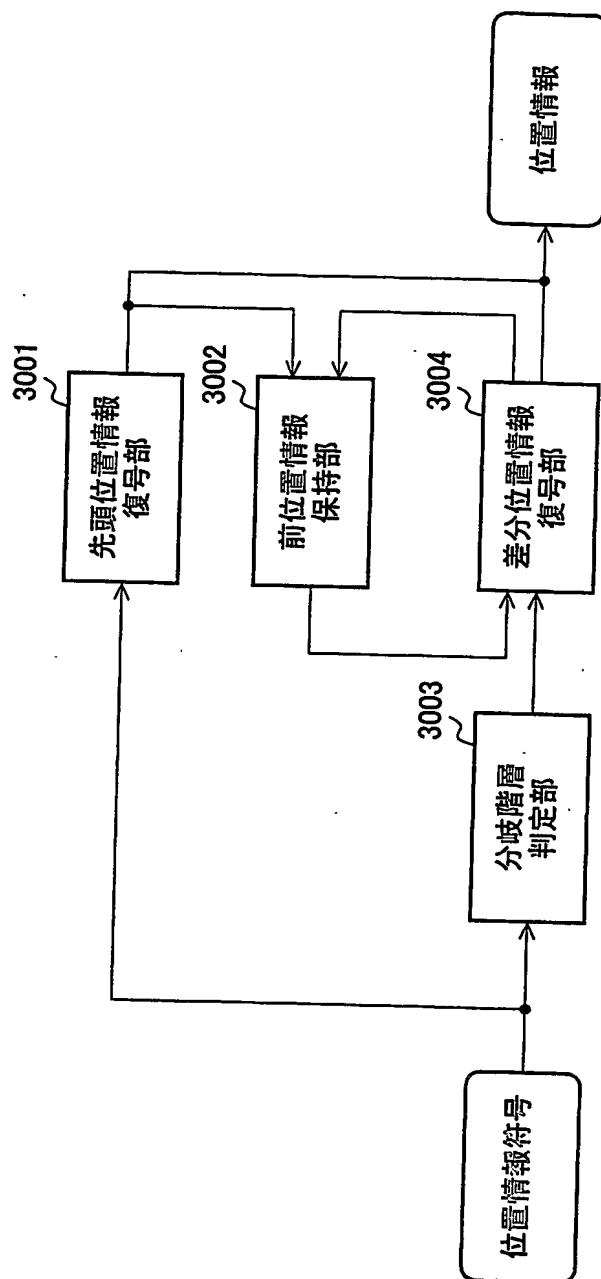 位置情報符号
3001
先頭位置情報
復号部
3002
前位置情報
保持部
3003
分岐階層
判定部
3004
差分位置情報
復号部
位置情報